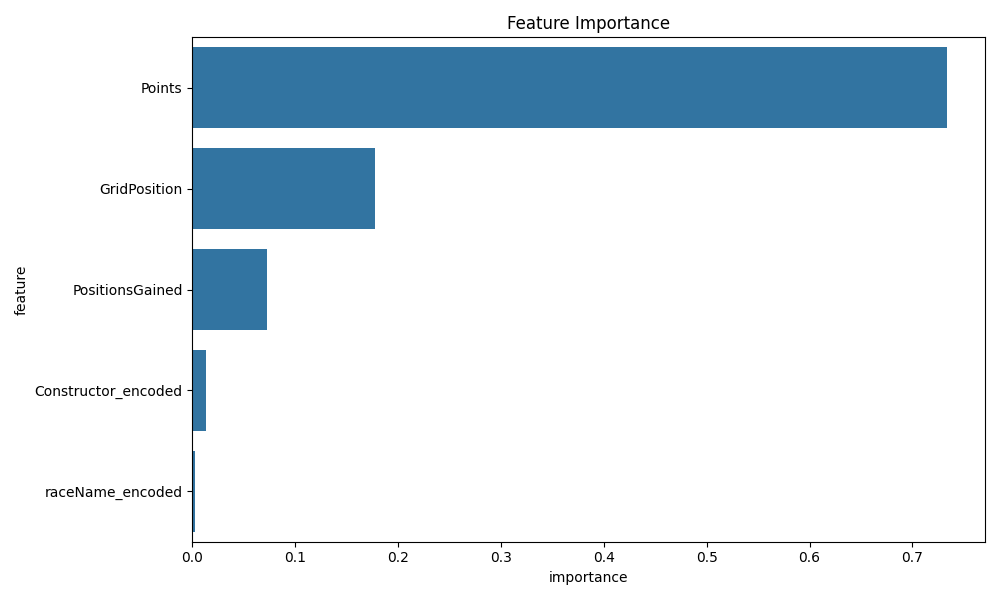 Feature Importance
Points
GridPosition
PositionsGained
Constructor_encoded
raceName_encoded
feature
0.0 0.1 0.2 0.3 0.4 0.5 0.6 0.7
importance